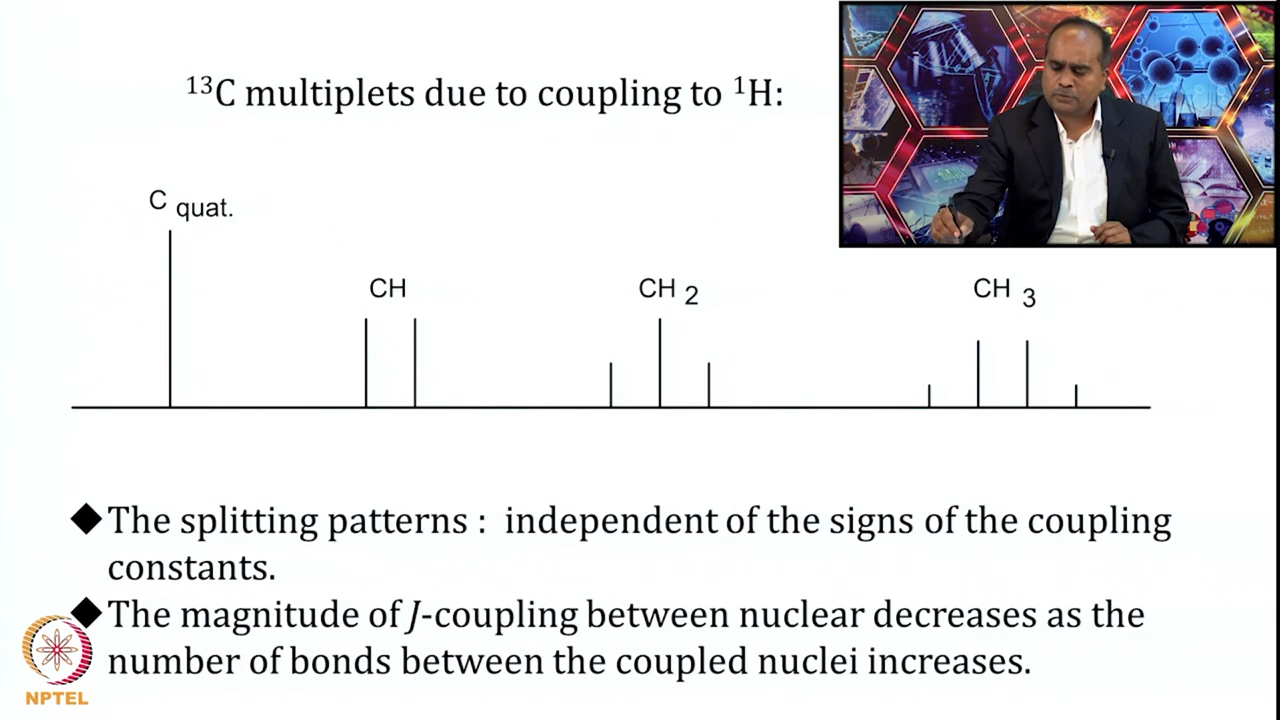 ¹³C multiplets due to coupling to ¹H:
C quat.
CH
CH 2
CH 3
◆The splitting patterns : independent of the signs of the coupling
constants.
◆The magnitude of J-coupling between nuclear decreases as the
number of bonds between the coupled nuclei increases.
NPTEL